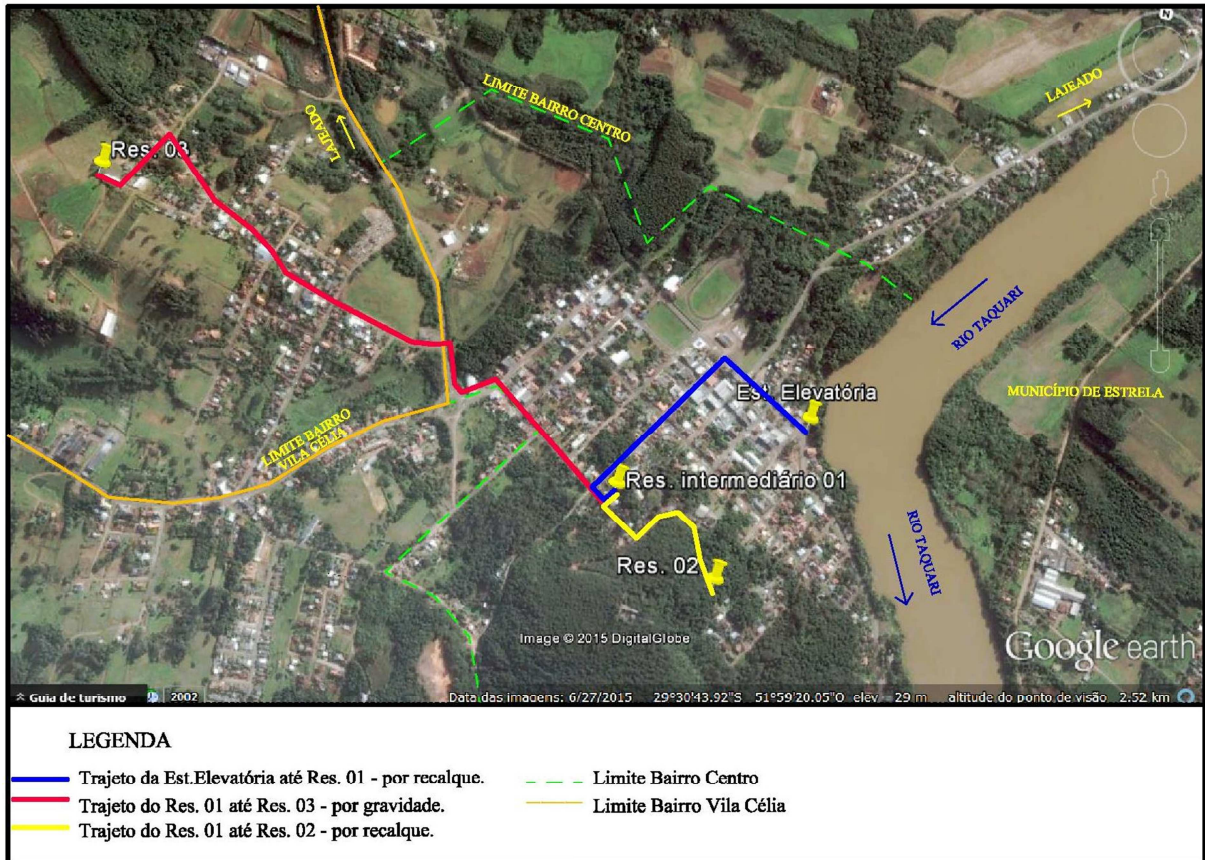 N
LAJEADO
LIMITE BAIRRO CENTRO
LAJEADO
Res. 03
RIO TAQUARI
MUNICÍPIO DE ESTRELA
Est. Elevatória
LIMITE BAIRRO
VILA CÉLIA
Res. intermediário 01
RIO TAQUARI
Res. 02
Image © 2015 DigitalGlobe
Google earth
Guia de turismo
2002
Data das imagens: 6/27/2015 29°30'43.92"S 51°59'20.05"O elev 29 m altitude do ponto de visão 2.52 km
LEGENDA
Trajeto da Est.Elevatória até Res. 01 - por recalque.
Trajeto do Res. 01 até Res. 03 - por gravidade.
Trajeto do Res. 01 até Res. 02 - por recalque.
Limite Bairro Centro
Limite Bairro Vila Célia